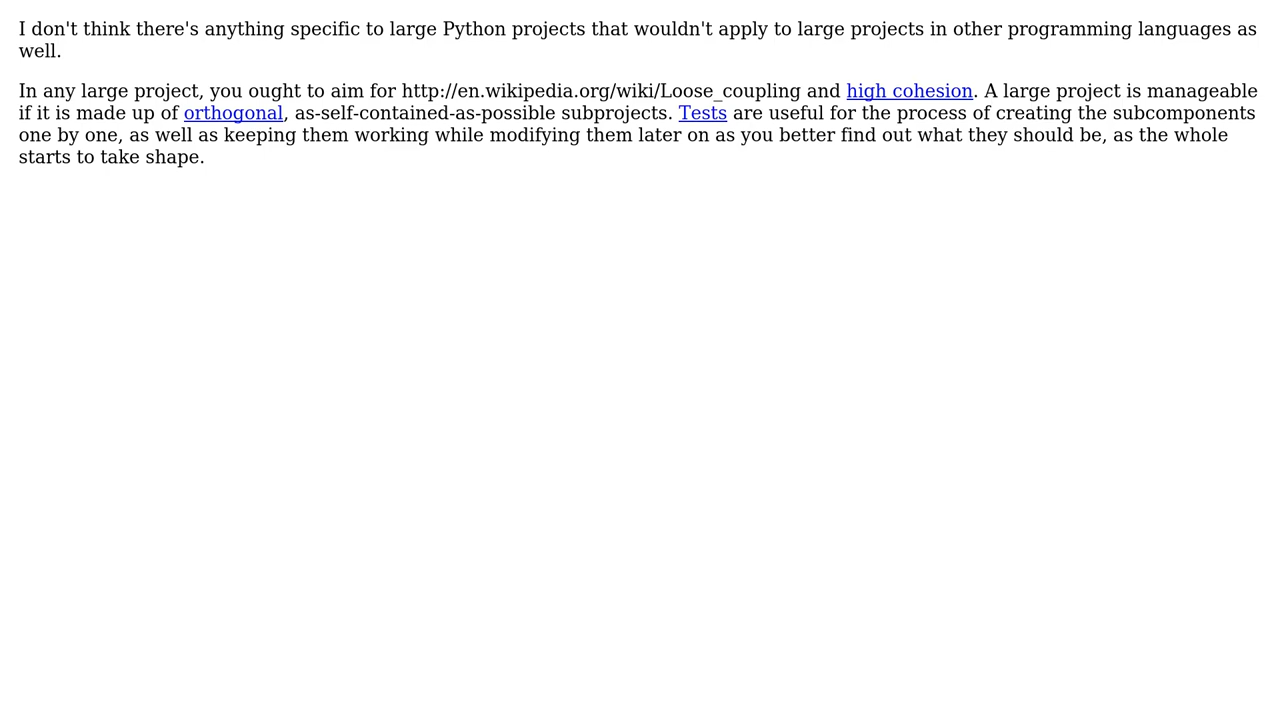 I don't think there's anything specific to large Python projects that wouldn't apply to large projects in other programming languages as
well.
In any large project, you ought to aim for http://en.wikipedia.org/wiki/Loose_coupling and high cohesion. A large project is manageable
if it is made up of orthogonal, as-self-contained-as-possible subprojects. Tests are useful for the process of creating the subcomponents
one by one, as well as keeping them working while modifying them later on as you better find out what they should be, as the whole
starts to take shape.